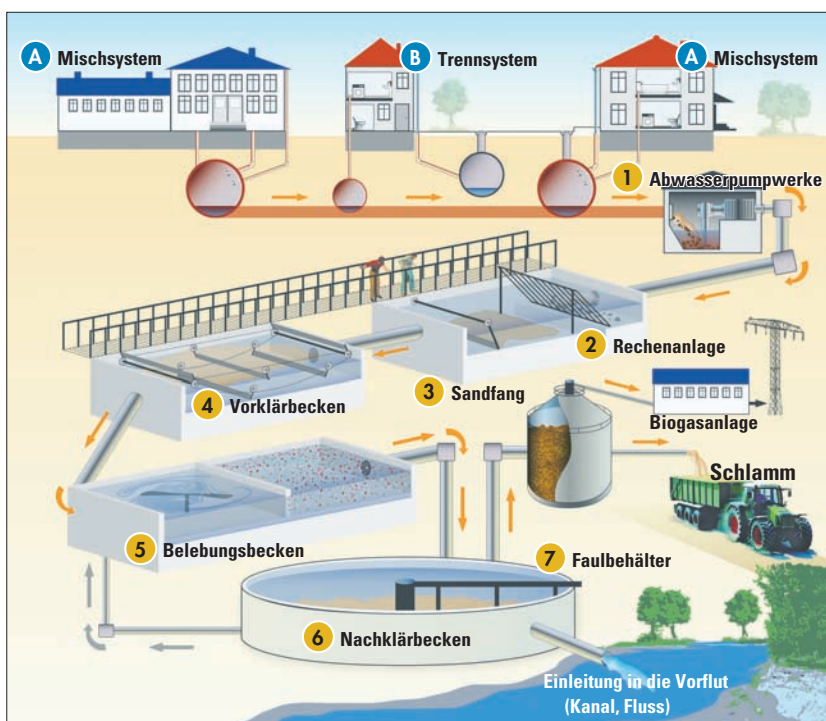 A Mischsystem
B Trennsystem
A Mischsystem
1 Abwasserpumpwerke
2 Rechenanlage
3 Sandfang
4 Vorklärbecken
Biogasanlage
Schlamm
5 Belebungsbecken
7 Faulbehälter
6 Nachklärbecken
Einleitung in die Vorflut
(Kanal, Fluss)